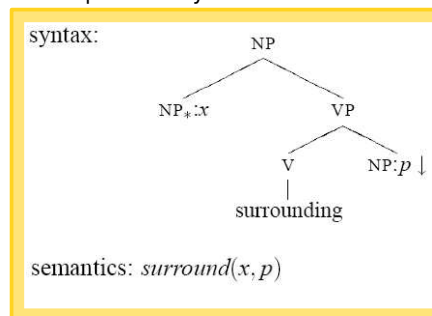 syntax:
NP
NP*:x VP
V NP:p ↓
surrounding
semantics: surround(x, p)